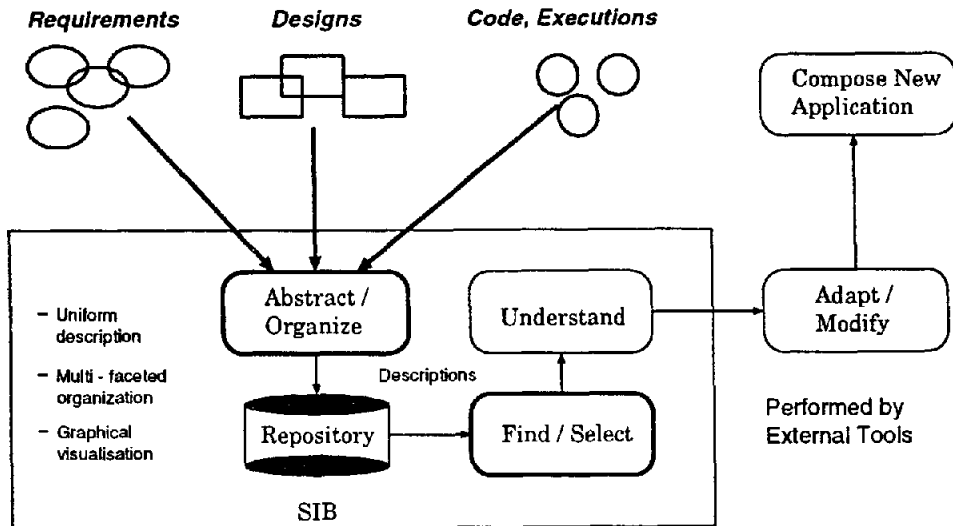 Requirements
Designs
Code, Executions
Compose New
Application
Abstract /
Organize
Understand
Adapt /
Modify
– Uniform
description
– Multi - faceted
organization
– Graphical
visualisation
Descriptions
Repository
Find / Select
Performed by
External Tools
SIB